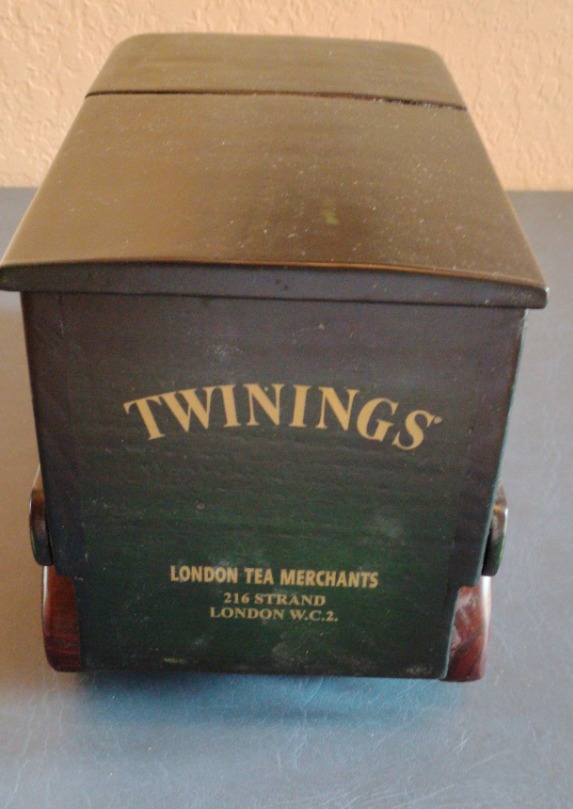 TWININGS®
LONDON TEA MERCHANTS
216 STRAND
LONDON W.C.2.